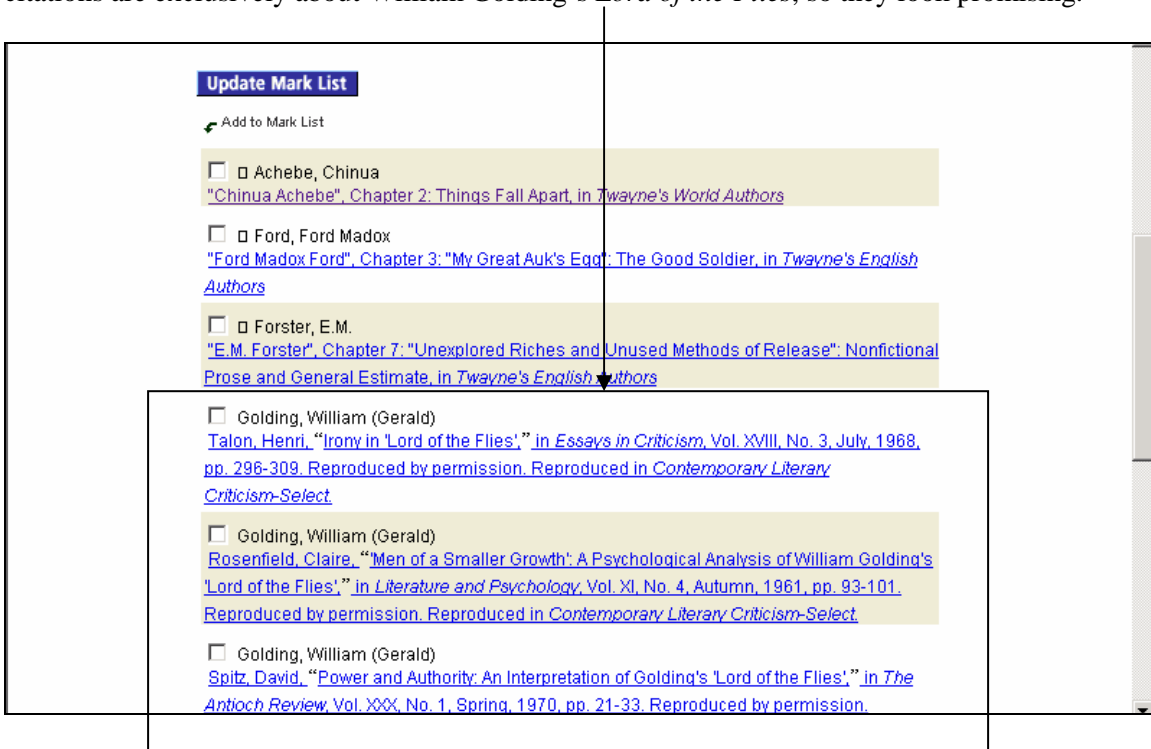 citations are exclusively about William Golding's Lord of the Flies, so they look promising.
Update Mark List
Add to Mark List
Achebe, Chinua
"Chinua Achebe", Chapter 2: Things Fall Apart, in Twayne's World Authors
Ford, Ford Madox
"Ford Madox Ford", Chapter 3: "My Great Auk's Egg": The Good Soldier, in Twayne's English
Authors
Forster, E.M.
"E.M. Forster", Chapter 7: "Unexplored Riches and Unused Methods of Release": Nonfictional
Prose and General Estimate, in Twayne's English Authors
Golding, William (Gerald)
Talon, Henri, “Irony in 'Lord of the Flies',” in Essays in Criticism, Vol. XVIII, No. 3, July, 1968,
pp. 296-309. Reproduced by permission. Reproduced in Contemporary Literary
Criticism-Select.
Golding, William (Gerald)
Rosenfield, Claire, “'Men of a Smaller Growth': A Psychological Analysis of William Golding's
'Lord of the Flies',” in Literature and Psychology, Vol. XI, No. 4, Autumn, 1961, pp. 93-101.
Reproduced by permission. Reproduced in Contemporary Literary Criticism-Select.
Golding, William (Gerald)
Spitz, David, “Power and Authority: An Interpretation of Golding's 'Lord of the Flies',” in The
Antioch Review, Vol. XXX, No. 1, Spring, 1970, pp. 21-33. Reproduced by permission.